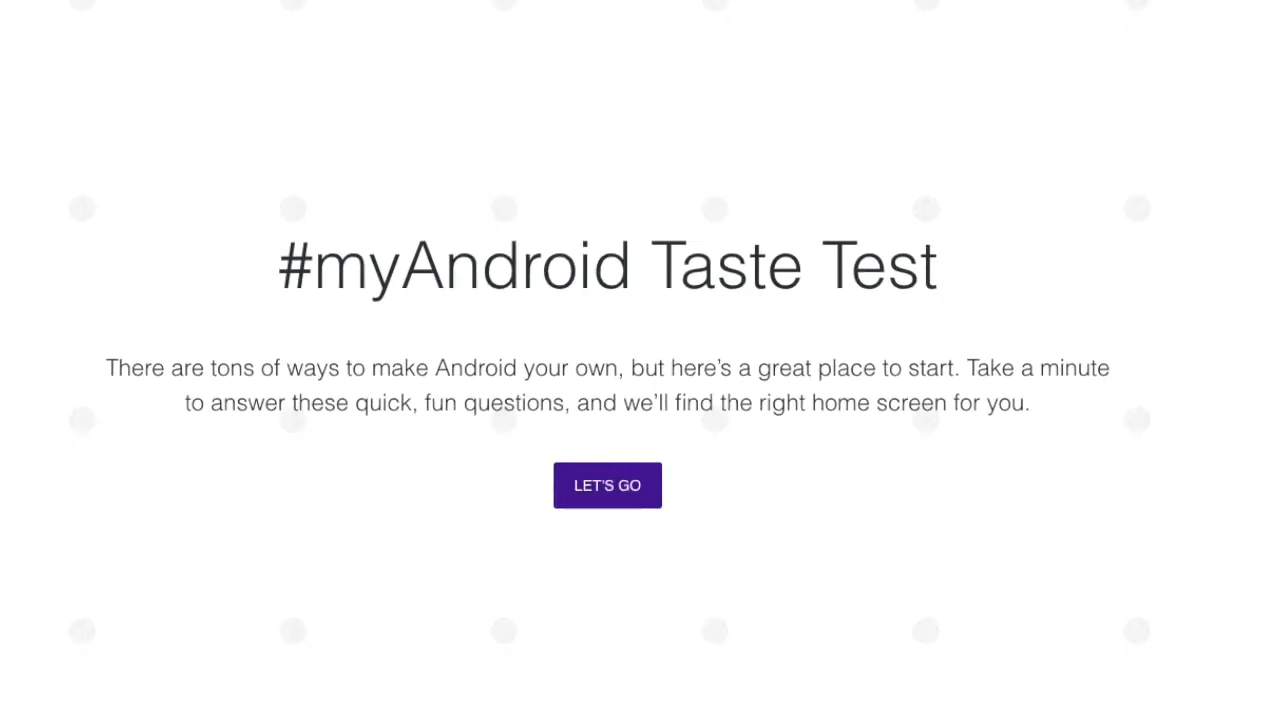 #myAndroid Taste Test
There are tons of ways to make Android your own, but here’s a great place to start. Take a minute
to answer these quick, fun questions, and we’ll find the right home screen for you.
LET'S GO